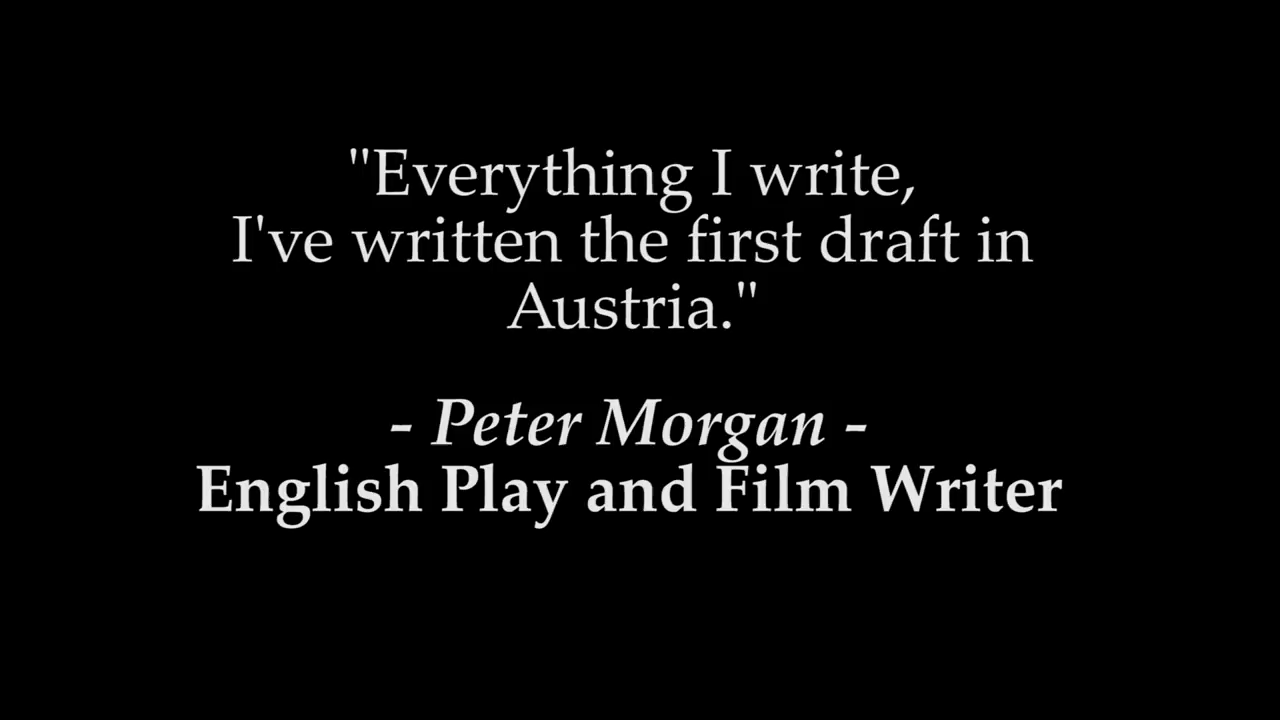 "Everything I write,
I've written the first draft in
Austria."
- Peter Morgan -
English Play and Film Writer